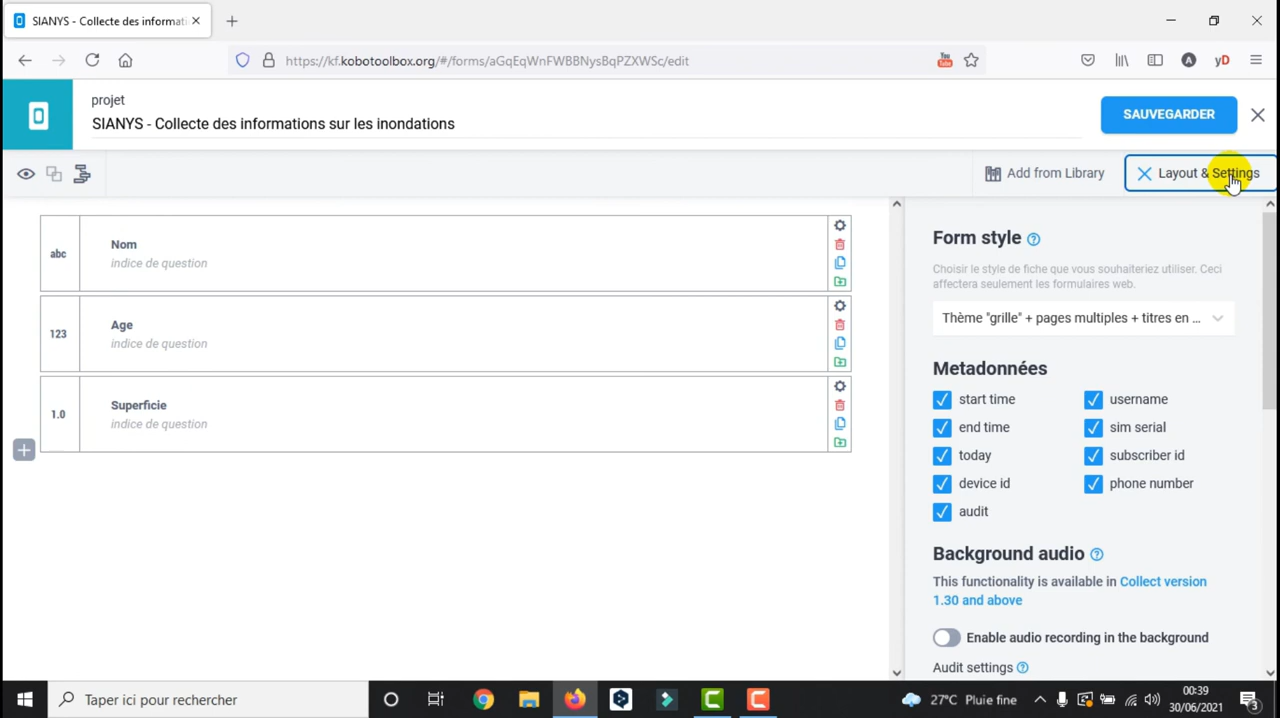 SIANYS - Collecte des informati
https://kf.kobotoolbox.org/#/forms/aGqEqWnFWBBNysBqPZXWSc/edit
You
Tube
A
yD
projet
SIANYS - Collecte des informations sur les inondations
SAUVEGARDER
Add from Library
Layout & Settings
abc
Nom
indice de question
123
Age
indice de question
1.0
Superficie
indice de question
Form style
Choisir le style de fiche que vous souhaiteriez utiliser. Ceci
affectera seulement les formulaires web.
Thème "grille" + pages multiples + titres en ...
Metadonnées
start time
username
end time
sim serial
today
subscriber id
device id
phone number
audit
Background audio
This functionality is available in Collect version
1.30 and above
Enable audio recording in the background
Audit settings
Taper ici pour rechercher
27°C Pluie fine
00:39
30/06/2021
3